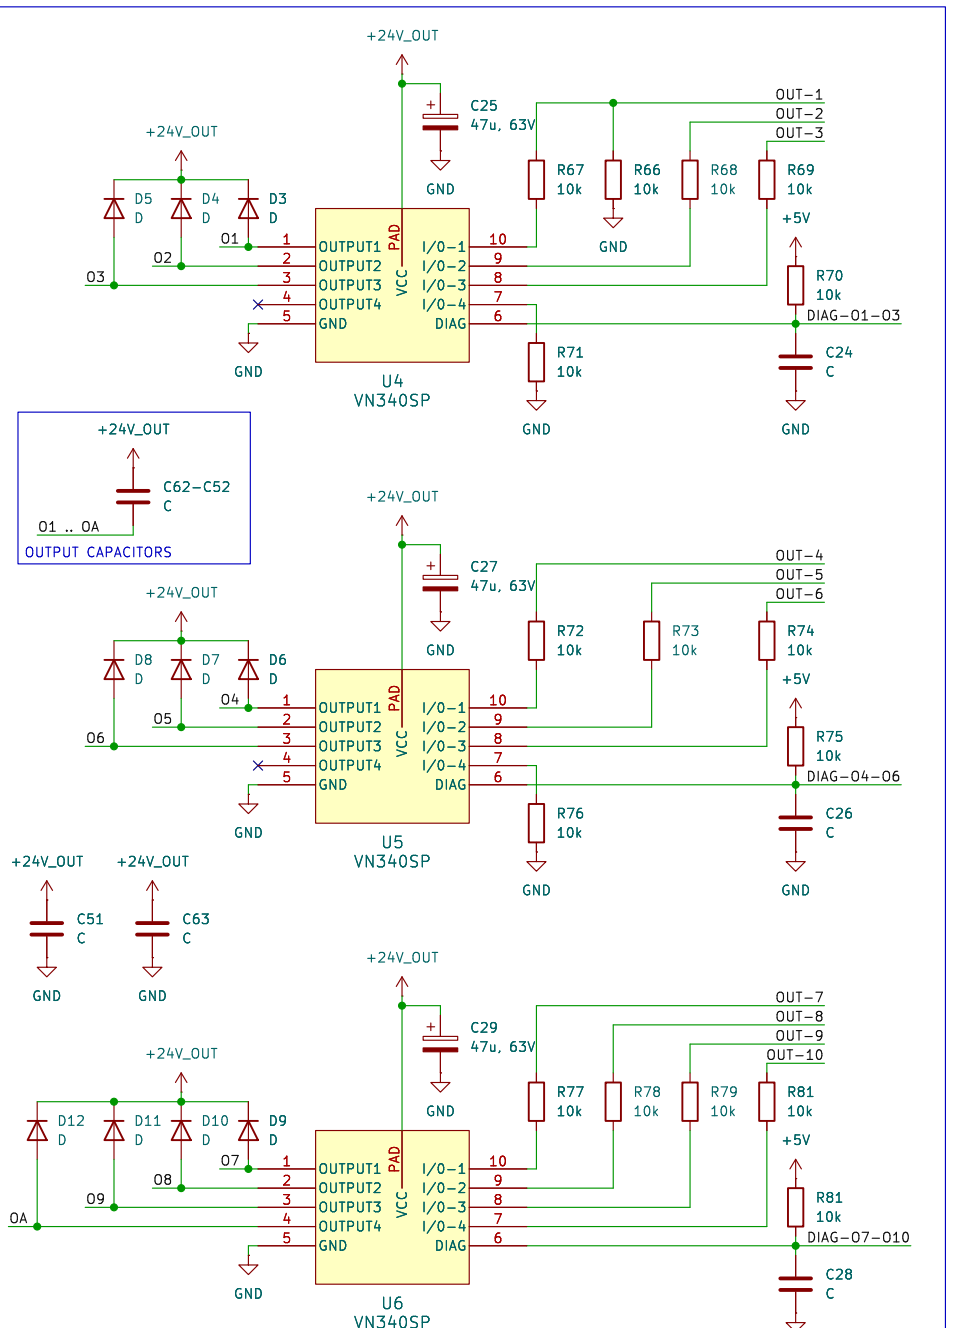 +24V_OUT
C25
47u, 63V
GND
OUT-1
OUT-2
OUT-3
+24V_OUT
D5
D
D4
D
D3
D
R67
10k
R66
10k
R68
10k
R69
10k
GND
+5V
O1
O2
O3
1
2
3
4
5
OUTPUT1
OUTPUT2
OUTPUT3
OUTPUT4
GND
PAD
VCC
I/O-1
I/O-2
I/O-3
I/O-4
DIAG
10
9
8
7
6
R70
10k
DIAG-O1-O3
GND
R71
10k
C24
C
U4
VN340SP
GND
GND
+24V_OUT
C62-C52
C
O1 .. OA
OUTPUT CAPACITORS
+24V_OUT
C27
47u, 63V
GND
OUT-4
OUT-5
OUT-6
+24V_OUT
D8
D
D7
D
D6
D
R72
10k
R73
10k
R74
10k
+5V
O4
O5
O6
1
2
3
4
5
OUTPUT1
OUTPUT2
OUTPUT3
OUTPUT4
GND
PAD
VCC
I/O-1
I/O-2
I/O-3
I/O-4
DIAG
10
9
8
7
6
R75
10k
DIAG-O4-O6
GND
R76
10k
C26
C
U5
VN340SP
GND
GND
+24V_OUT
+24V_OUT
C51
C
C63
C
GND
GND
+24V_OUT
C29
47u, 63V
GND
OUT-7
OUT-8
OUT-9
OUT-10
+24V_OUT
D12
D
D11
D
D10
D
D9
D
R77
10k
R78
10k
R79
10k
R81
10k
+5V
O7
O8
O9
OA
1
2
3
4
5
OUTPUT1
OUTPUT2
OUTPUT3
OUTPUT4
GND
PAD
VCC
I/O-1
I/O-2
I/O-3
I/O-4
DIAG
10
9
8
7
6
R81
10k
DIAG-O7-O10
GND
C28
C
U6
VN340SP